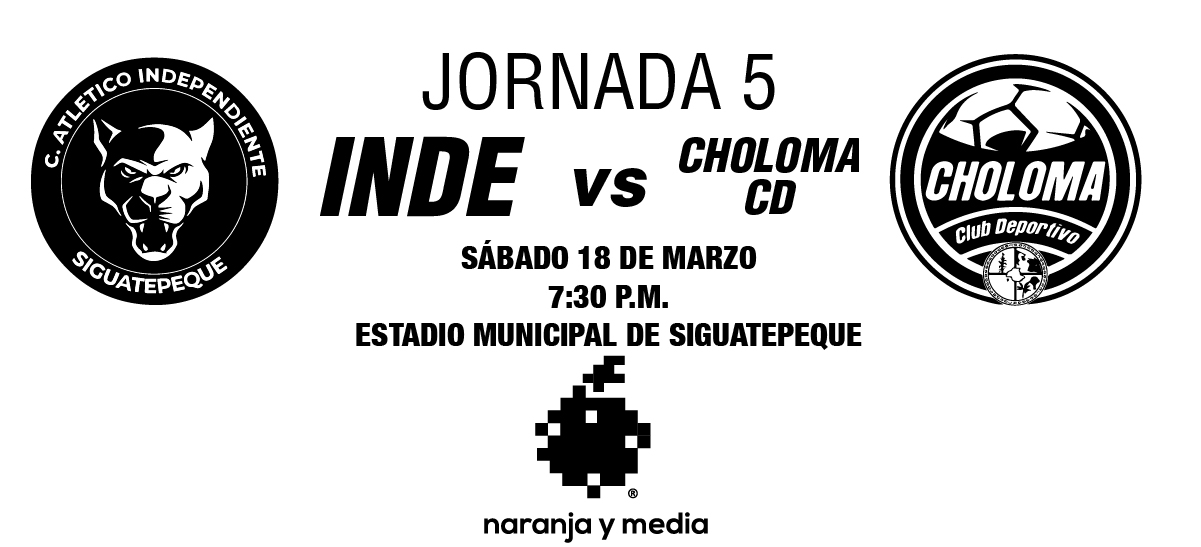 C. ATLETICO INDEPENDIENTE
SIGUATEPEQUE
JORNADA 5
INDE vs CHOLOMA
CD
SÁBADO 18 DE MARZO
7:30 P.M.
ESTADIO MUNICIPAL DE SIGUATEPEQUE
CHOLOMA
Club Deportivo
®
naranja y media